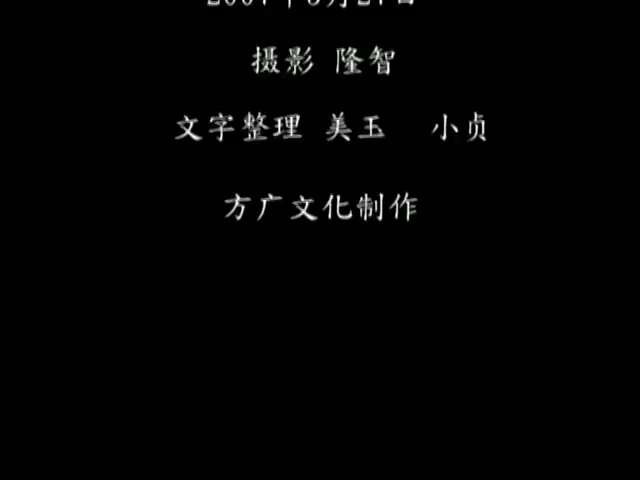 摄影 隆智
文字整理 美玉 小贞
方广文化制作